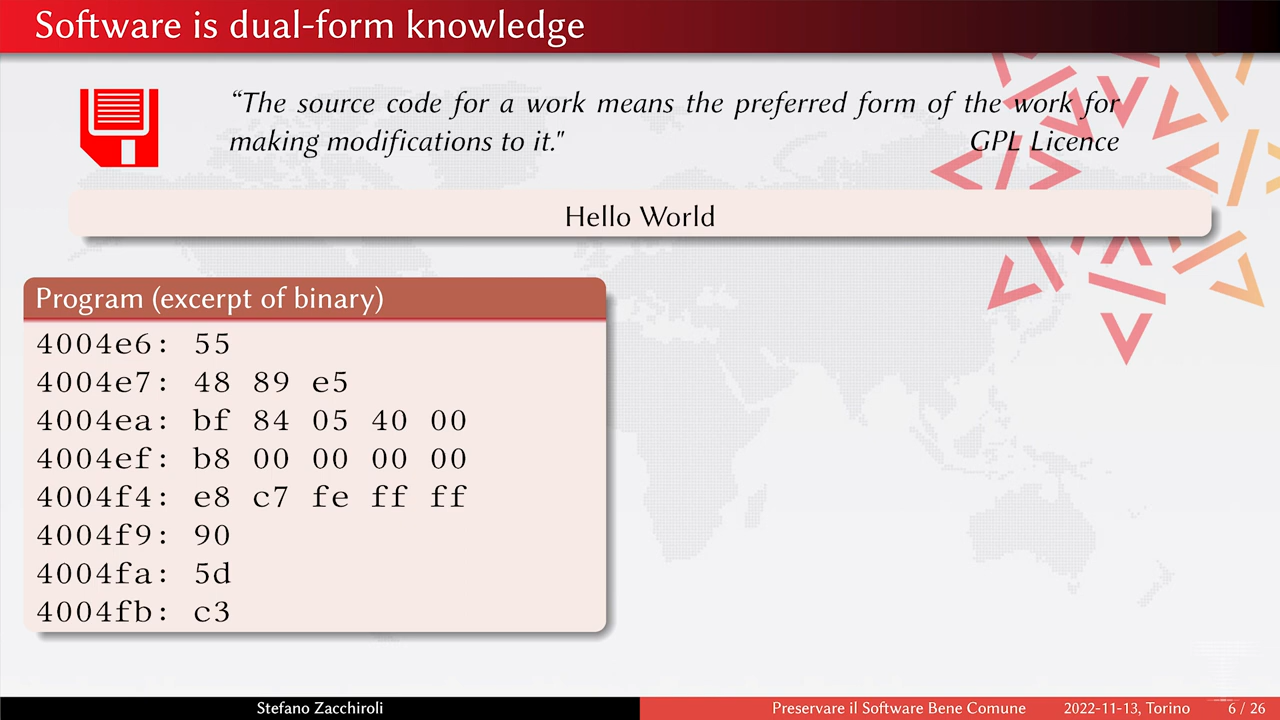 Software is dual-form knowledge
“The source code for a work means the preferred form of the work for
making modifications to it."
GPL Licence
Hello World
Program (excerpt of binary)
4004e6: 55
4004e7: 48 89 e5
4004ea: bf 84 05 40 00
4004ef: b8 00 00 00 00
4004f4: e8 c7 fe ff ff
4004f9: 90
4004fa: 5d
4004fb: c3
Stefano Zacchiroli
Preservare il Software Bene Comune
2022-11-13, Torino
6 / 26